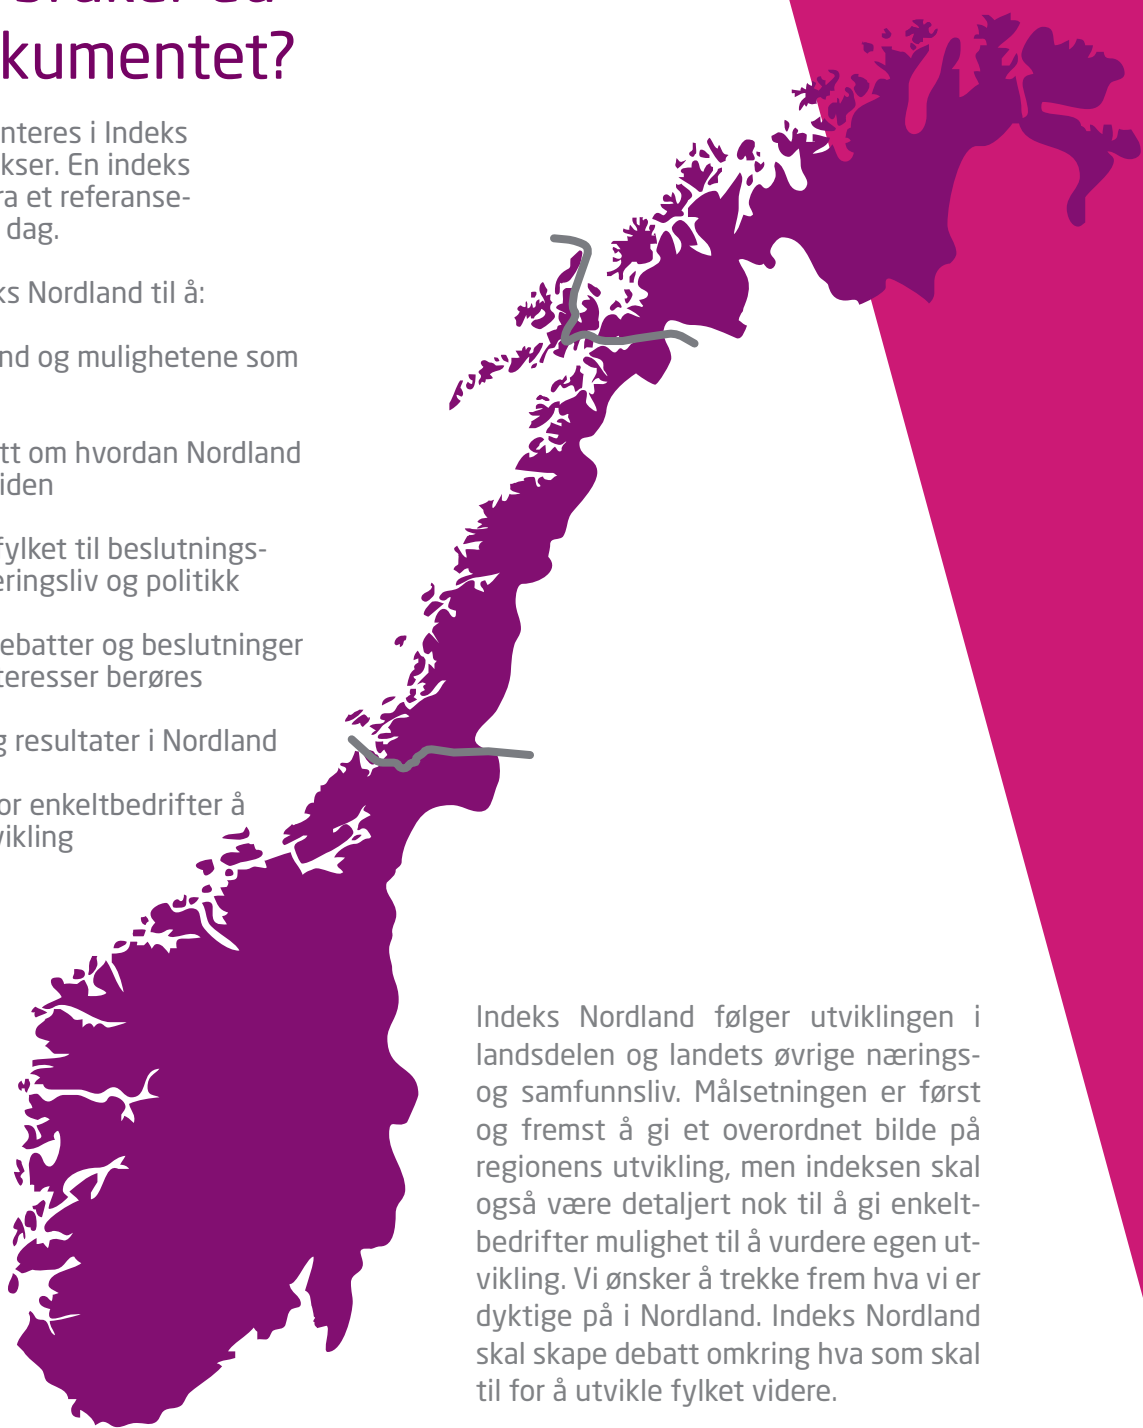 kumentet?
nteres i Indeks
kser. En indeks
ra et referanse-
dag.
ks Nordland til å:
nd og mulighetene som
tt om hvordan Nordland
iden
fylket til beslutnings-
eringsliv og politikk
ebatter og beslutninger
teresser berøres
g resultater i Nordland
or enkeltbedrifter å
vikling
Indeks Nordland følger utviklingen i
landsdelen og landets øvrige nærings-
og samfunnsliv. Målsetningen er først
og fremst å gi et overordnet bilde på
regionens utvikling, men indeksen skal
også være detaljert nok til å gi enkelt-
bedrifter mulighet til å vurdere egen ut-
vikling. Vi ønsker å trekke frem hva vi er
dyktige på i Nordland. Indeks Nordland
skal skape debatt omkring hva som skal
til for å utvikle fylket videre.